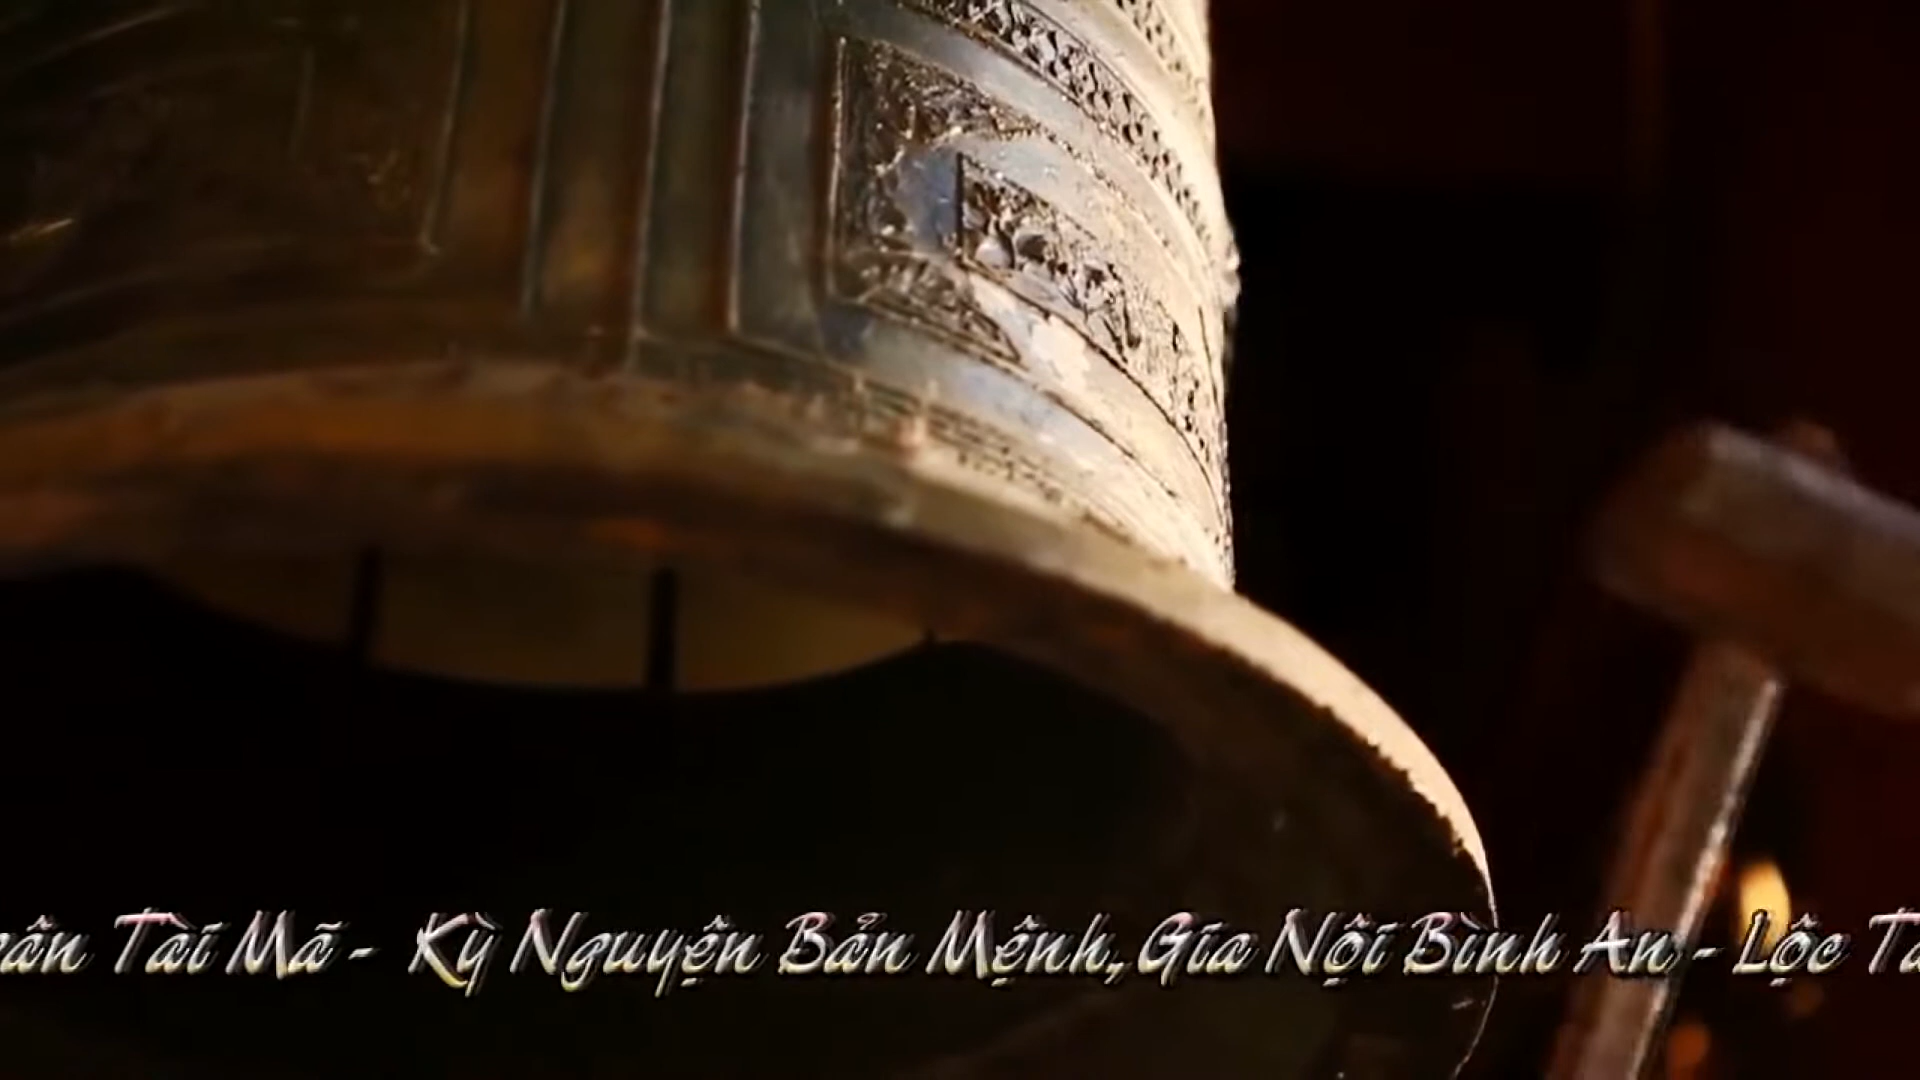 Tài Mã - Kỳ Nguyện Bản Mệnh, Gia Nội Bình An - Lộc